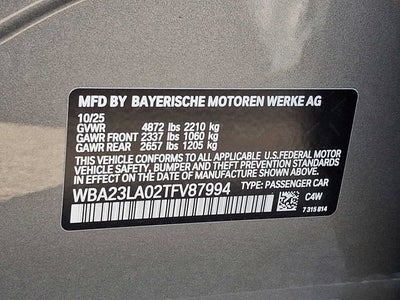 MFD BY BAYERISCHE MOTOREN WERKE AG
10/25
GVWR 4872 lbs 2210 kg
GAWR FRONT 2337 lbs 1060 kg
GAWR REAR 2657 lbs 1205 kg
THIS VEHICLE CONFORMS TO ALL APPLICABLE U.S.FEDERAL MOTOR
VEHICLE SAFETY, BUMPER, AND THEFT PREVENTION STANDARDS
IN EFFECT ON THE DATE OF MANUFACTURE SHOWN ABOVE.
WBA23LA02TFV87994 TYPE: PASSENGER CAR
C4W
7 315 814